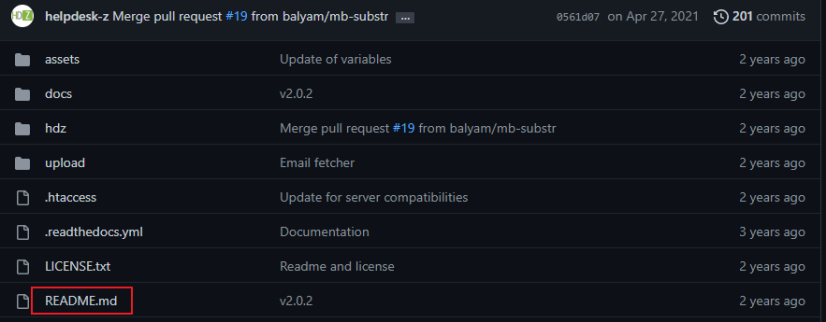 HDZ helpdesk-z Merge pull request #19 from balyam/mb-substr ... 0561d07 on Apr 27, 2021 201 commits
assets Update of variables 2 years ago
docs v2.0.2 2 years ago
hdz Merge pull request #19 from balyam/mb-substr 2 years ago
upload Email fetcher 2 years ago
.htaccess Update for server compatibilities 2 years ago
.readthedocs.yml Documentation 3 years ago
LICENSE.txt Readme and license 2 years ago
README.md v2.0.2 2 years ago